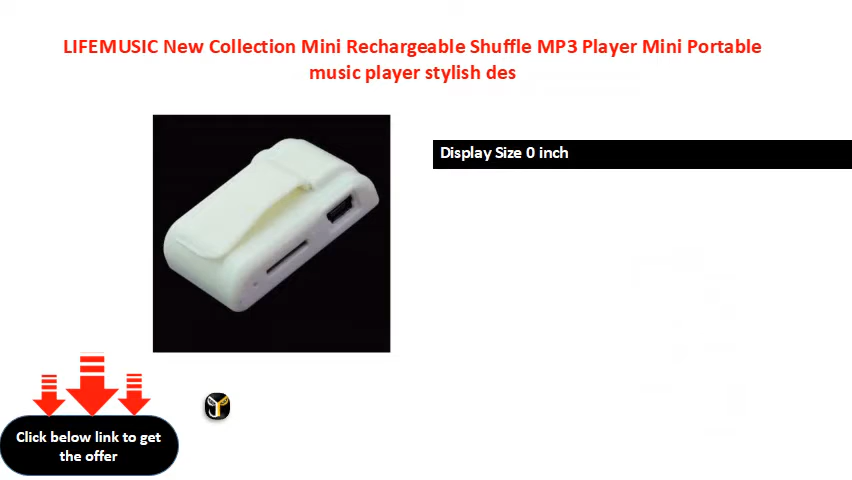 LIFEMUSIC New Collection Mini Rechargeable Shuffle MP3 Player Mini Portable
music player stylish des
Display Size 0 inch
Click below link to get
the offer